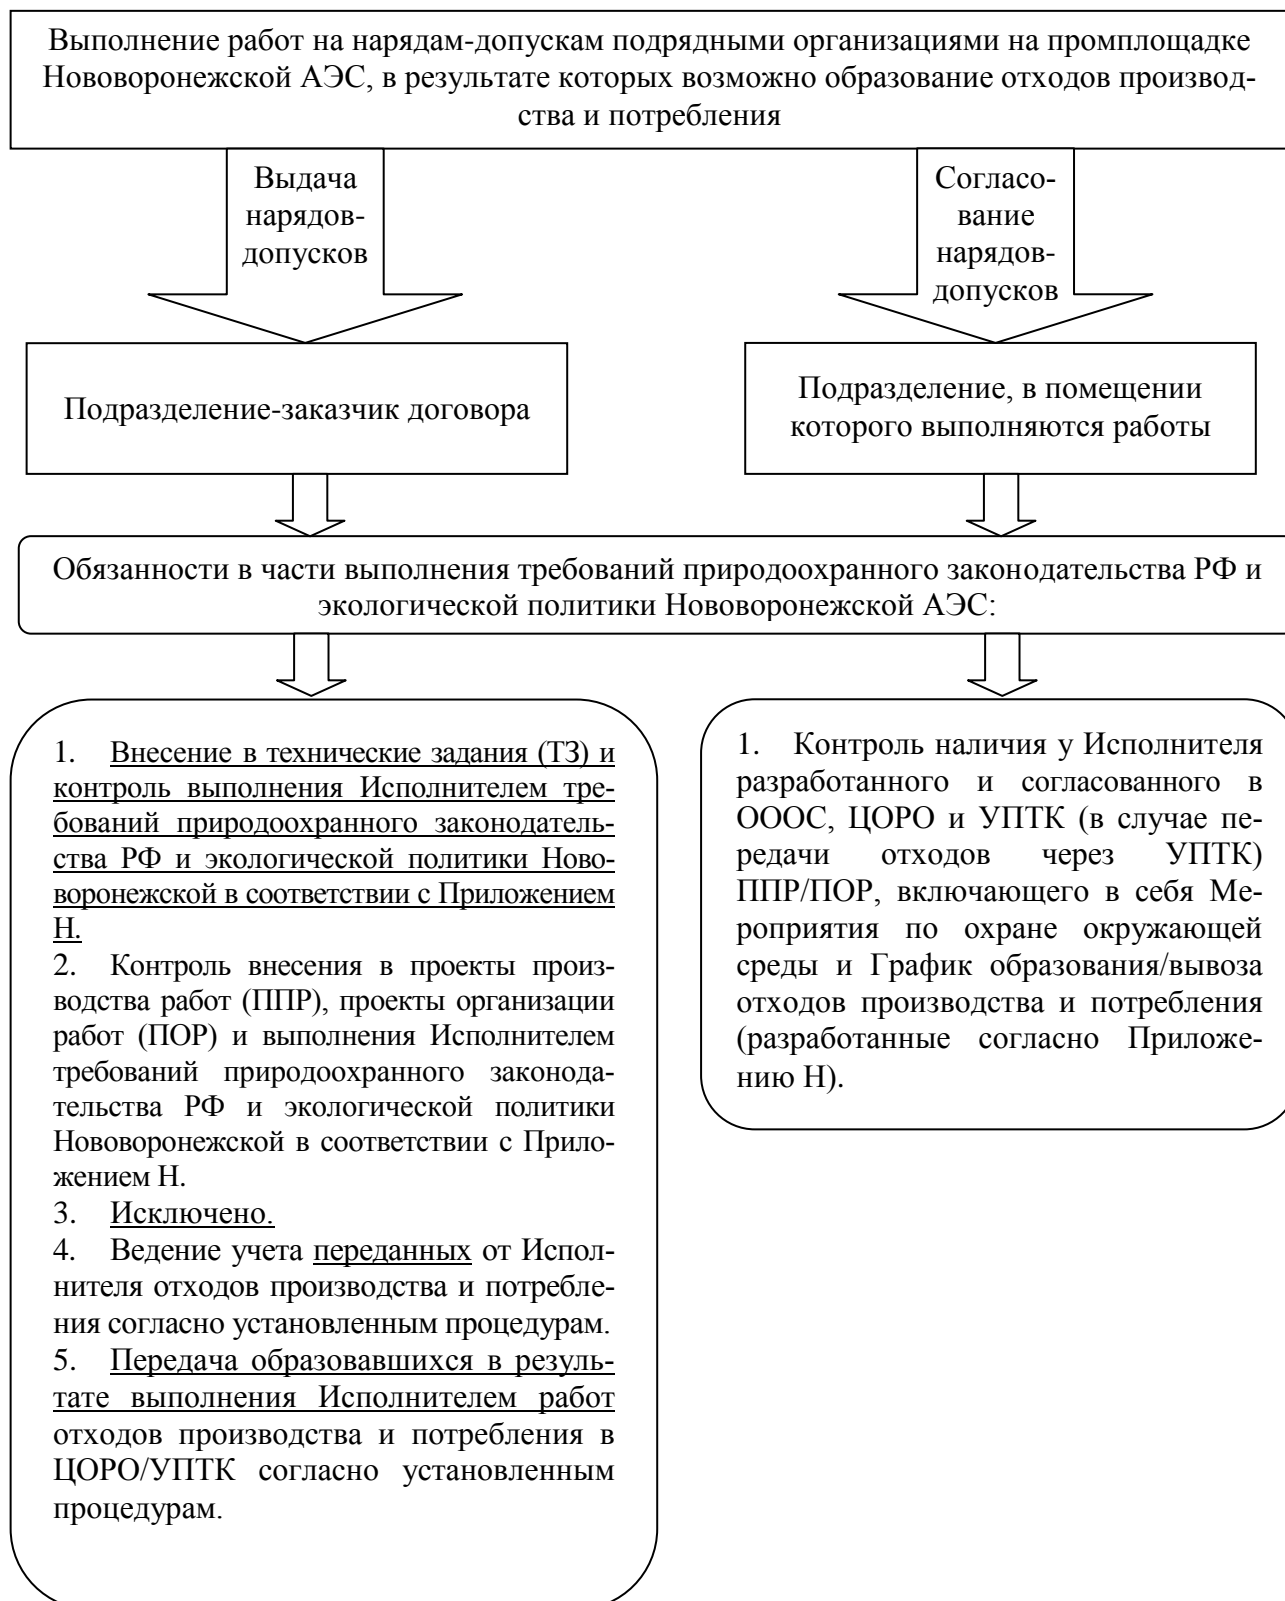 Выполнение работ на нарядам-допускам подрядными организациями на промплощадке
Нововоронежской АЭС, в результате которых возможно образование отходов производ-
ства и потребления
Выдача
нарядов-
допусков
Согласо-
вание
нарядов-
допусков
Подразделение-заказчик договора
Подразделение, в помещении
которого выполняются работы
Обязанности в части выполнения требований природоохранного законодательства РФ и
экологической политики Нововоронежской АЭС:
1. Внесение в технические задания (ТЗ) и
контроль выполнения Исполнителем тре-
бований природоохранного законодатель-
ства РФ и экологической политики Ново-
воронежской в соответствии с Приложением
Н.
2. Контроль внесения в проекты произ-
водства работ (ППР), проекты организации
работ (ПОР) и выполнения Исполнителем
требований природоохранного законода-
тельства РФ и экологической политики
Нововоронежской в соответствии с Прило-
жением Н.
3. Исключено.
4. Ведение учета переданных от Испол-
нителя отходов производства и потребле-
ния согласно установленным процедурам.
5. Передача образовавшихся в резуль-
тате выполнения Исполнителем работ
отходов производства и потребления в
ЦОРО/УПТК согласно установленным
процедурам.
1. Контроль наличия у Исполнителя
разработанного и согласованного в
ОООС, ЦОРО и УПТК (в случае пе-
редачи отходов через УПТК)
ППР/ПОР, включающего в себя Ме-
роприятия по охране окружающей
среды и График образования/вывоза
отходов производства и потребления
(разработанные согласно Приложе-
нию Н).